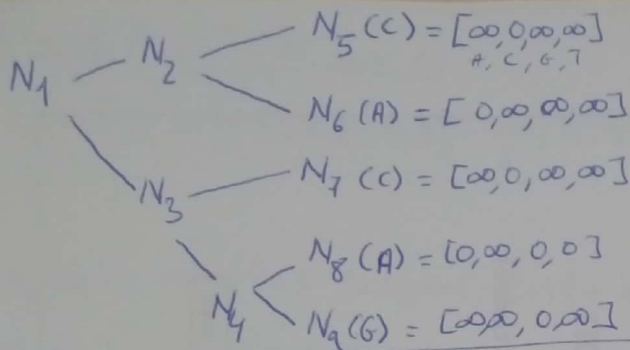 N5 (C) = [∞,0,∞,∞]
A, C, G, T
N2
N1
N6 (A) = [0,∞,∞,∞]
N7 (C) = [∞,0,∞,∞]
N3
N8 (A) = [0,∞,0,0]
N4
N9 (G) = [∞,∞,0,∞]